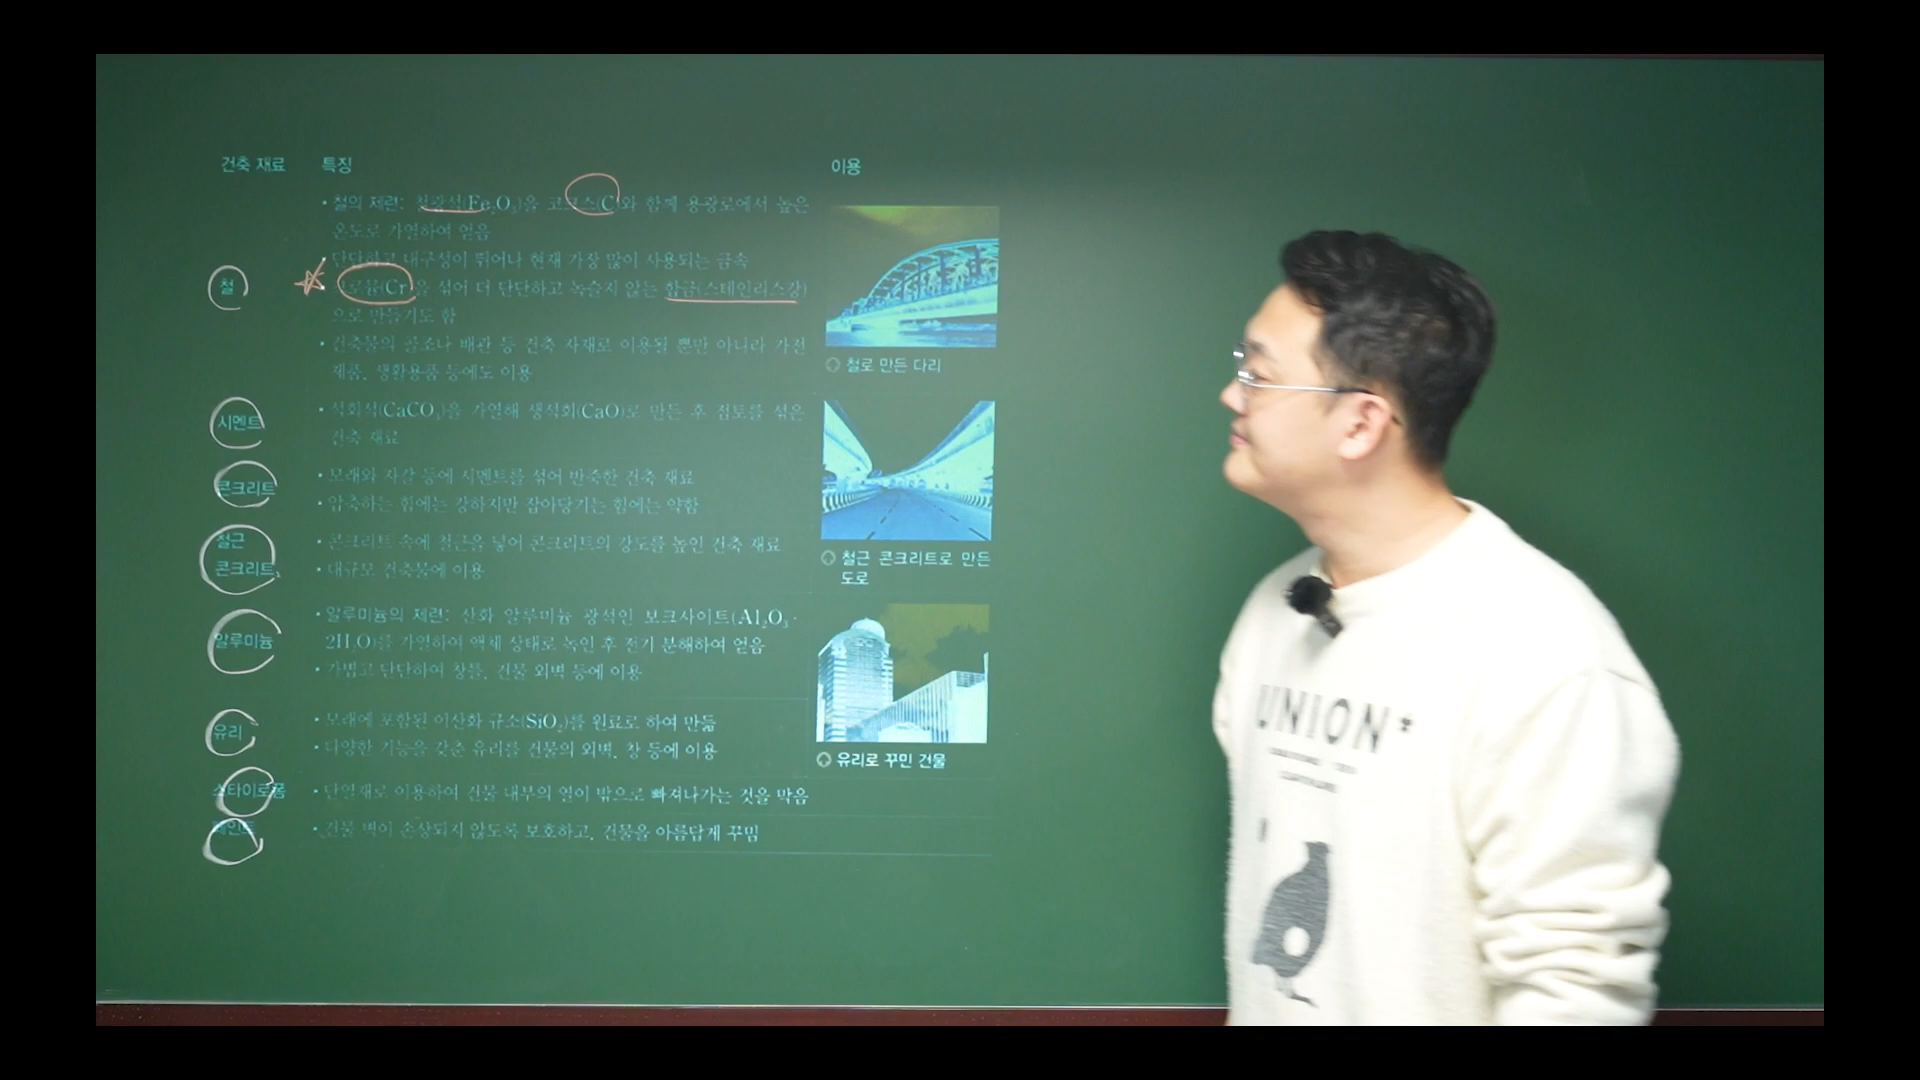 건축 재료 특징 이용
• 철의 제련: 철광석(Fe₂O₃)을 코크스(C)와 함께 용광로에서 높은
온도로 가열하여 얻음
• 단단하고 내구성이 뛰어나 현재 가장 많이 사용되는 금속
철
• 크로뮴(Cr)을 섞어 더 단단하고 녹슬지 않는 합금(스테인리스강)
으로 만들기도 함
• 건축물의 골조나 배관 등 건축 자재로 이용될 뿐만 아니라 가전
제품, 생활용품 등에도 이용
철로 만든 다리
시멘트
• 석회석(CaCO₃)을 가열해 생석회(CaO)로 만든 후 점토를 섞은
건축 재료
콘크리트
• 모래와 자갈 등에 시멘트를 섞어 반죽한 건축 재료
• 압축하는 힘에는 강하지만 잡아당기는 힘에는 약함
철근
콘크리트
• 콘크리트 속에 철근을 넣어 콘크리트의 강도를 높인 건축 재료
• 대규모 건축물에 이용
철근 콘크리트로 만든
도로
알루미늄
• 알루미늄의 제련: 산화 알루미늄 광석인 보크사이트(Al₂O₃·
2H₂O)를 가열하여 액체 상태로 녹인 후 전기 분해하여 얻음
• 가볍고 단단하여 창틀, 건물 외벽 등에 이용
유리
• 모래에 포함된 이산화 규소(SiO₂)를 원료로 하여 만듦
• 다양한 기능을 갖춘 유리를 건물의 외벽, 창 등에 이용
유리로 꾸민 건물
스타이로폼
• 단열재로 이용하여 건물 내부의 열이 밖으로 빠져나가는 것을 막음
페인트
• 건물 벽이 손상되지 않도록 보호하고, 건물을 아름답게 꾸밈
UNION*